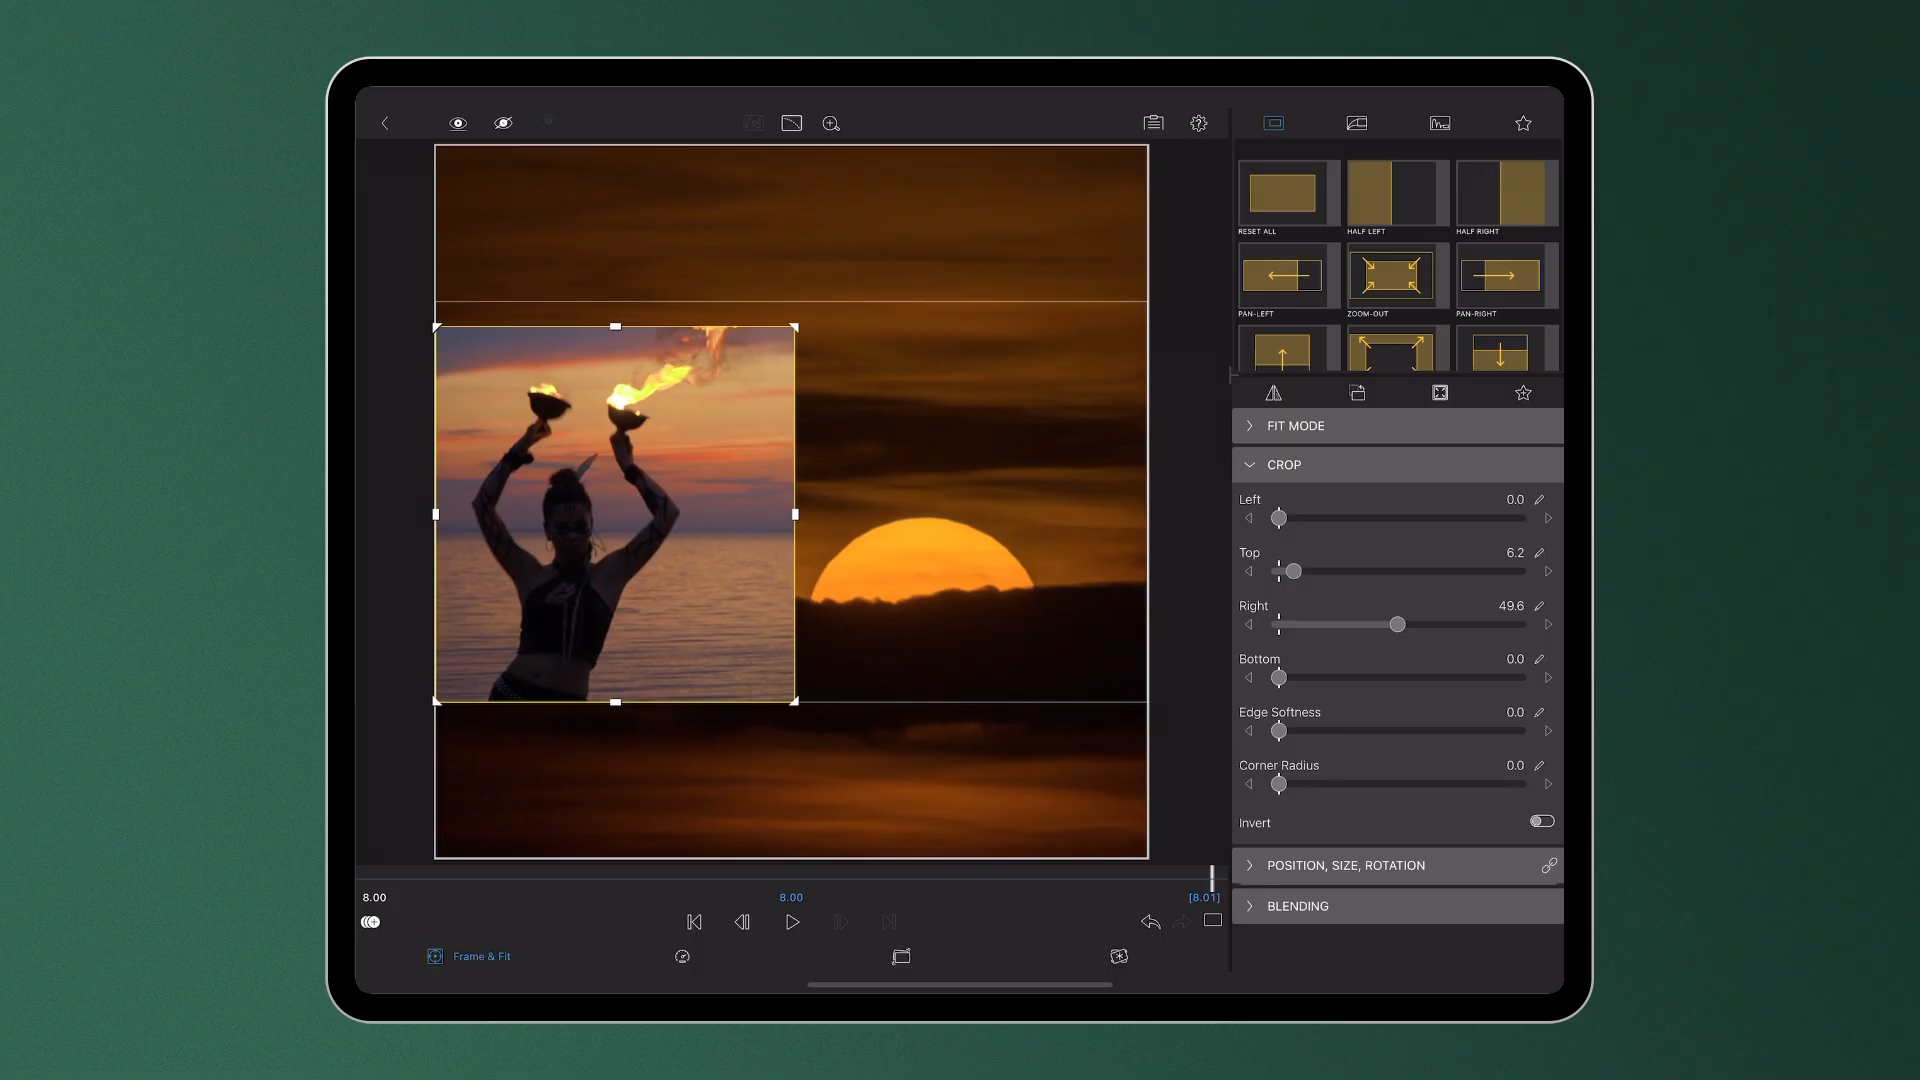 RESET ALL
HALF LEFT
HALF RIGHT
PAN-LEFT
ZOOM-OUT
PAN-RIGHT
FIT MODE
CROP
Left 0.0
Top 6.2
Right 49.6
Bottom 0.0
Edge Softness 0.0
Corner Radius 0.0
Invert
POSITION, SIZE, ROTATION
BLENDING
8.00
8.00
[8.01]
Frame & Fit